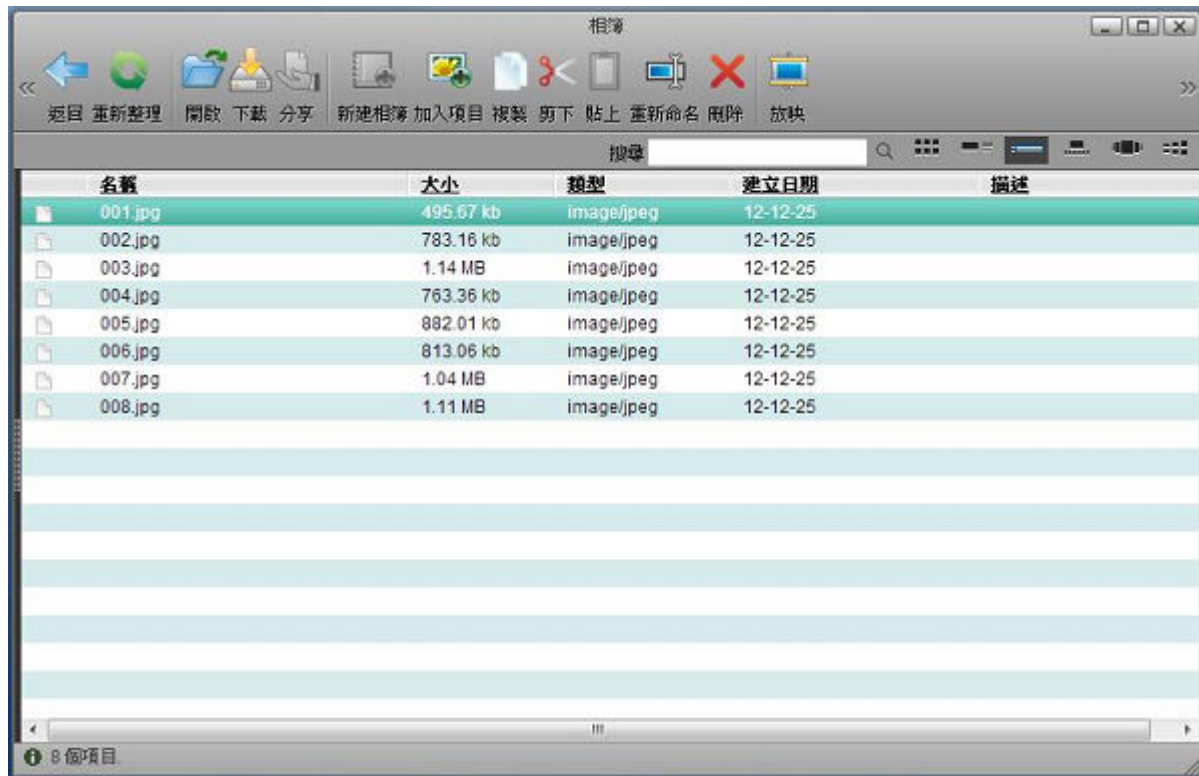 相簿
返回 重新整理 開啟 下載 分享 新建相簿 加入項目 複製 剪下 貼上 重新命名 刪除 放映
搜尋
名稱 大小 類型 建立日期 描述
001.jpg 495.67 kb image/jpeg 12-12-25
002.jpg 783.16 kb image/jpeg 12-12-25
003.jpg 1.14 MB image/jpeg 12-12-25
004.jpg 763.36 kb image/jpeg 12-12-25
005.jpg 882.01 kb image/jpeg 12-12-25
006.jpg 813.06 kb image/jpeg 12-12-25
007.jpg 1.04 MB image/jpeg 12-12-25
008.jpg 1.11 MB image/jpeg 12-12-25
8 個項目.